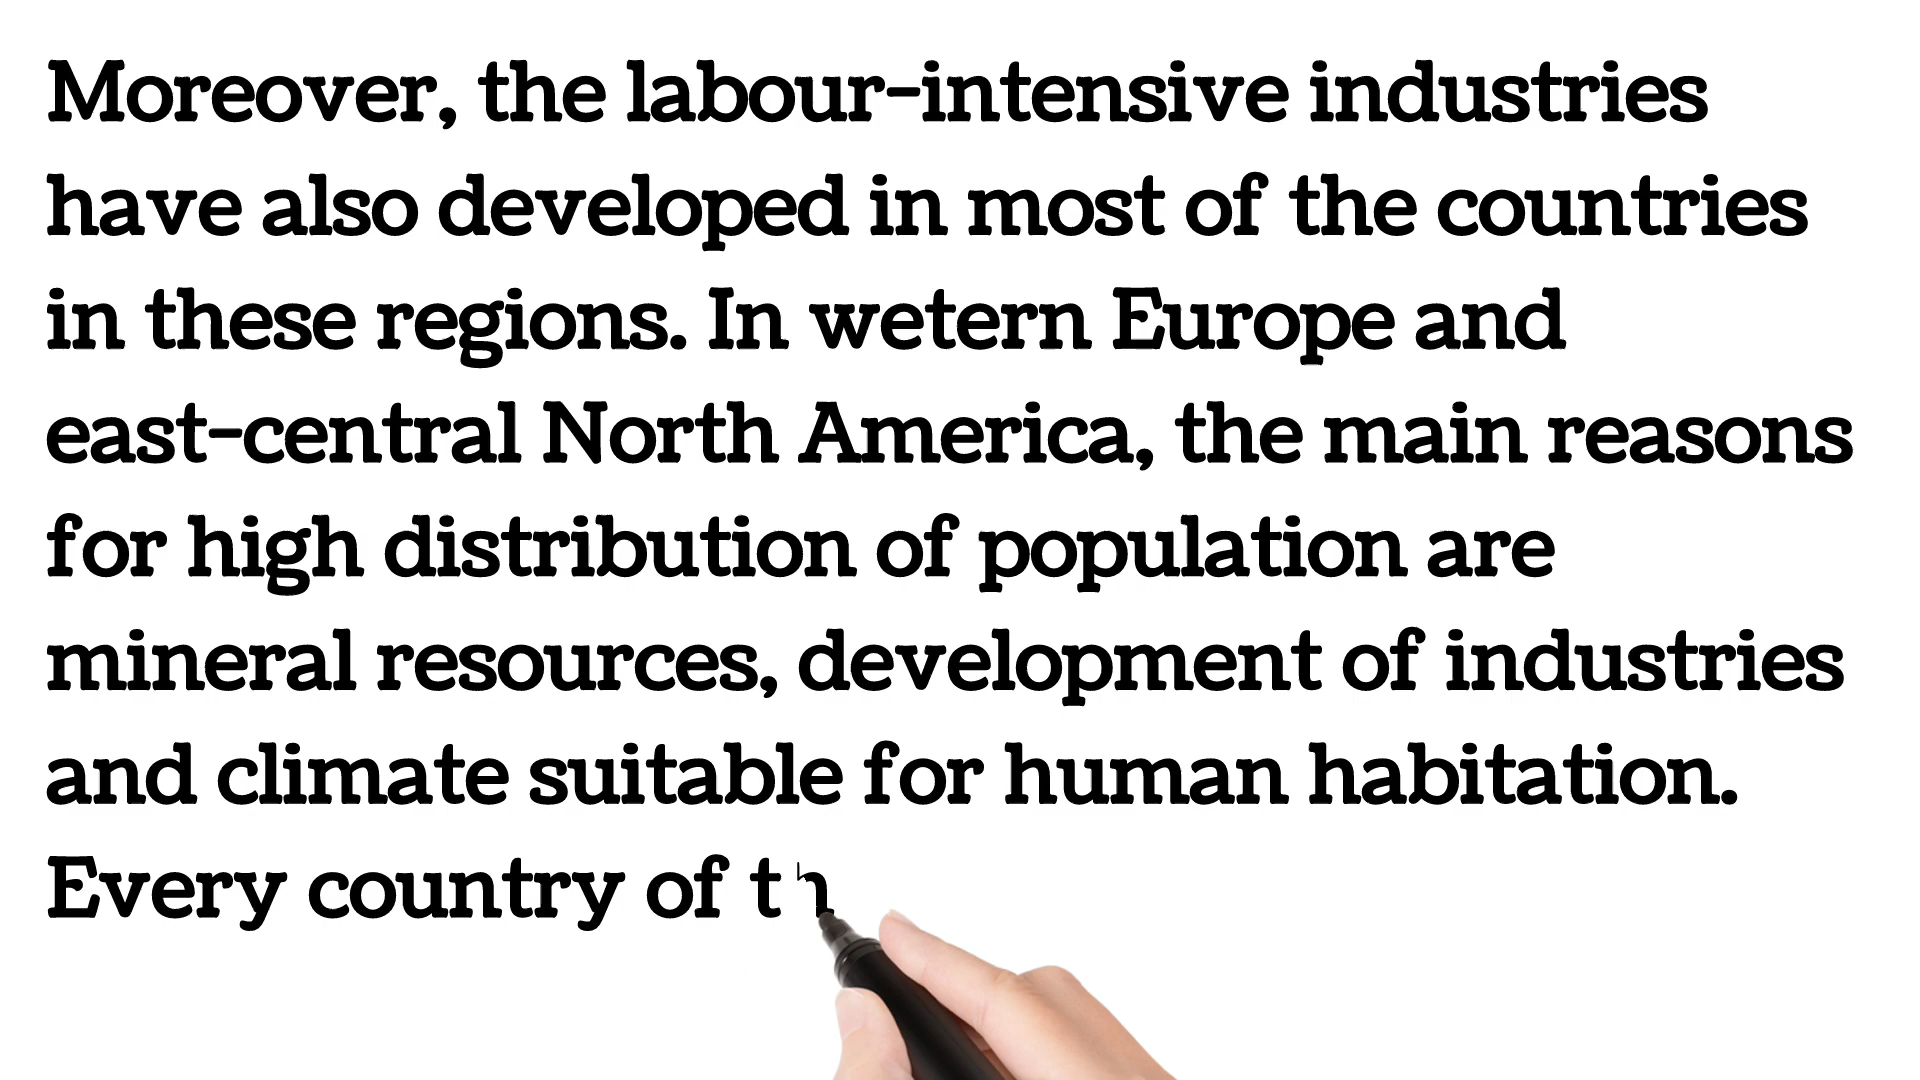 Moreover, the labour-intensive industries
have also developed in most of the countries
in these regions. In wetern Europe and
east-central North America, the main reasons
for high distribution of population are
mineral resources, development of industries
and climate suitable for human habitation.
Every country of